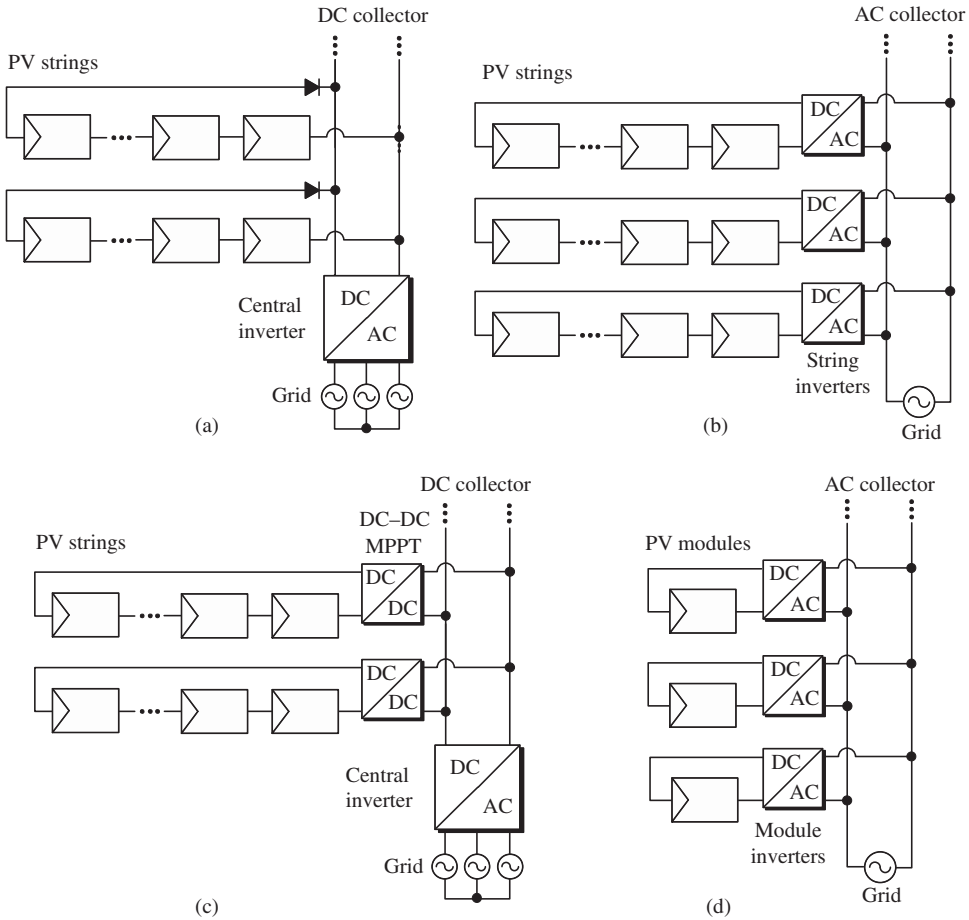 DC collector
PV strings
DC
AC
Central
inverter
Grid
(a)
AC collector
PV strings
DC
AC
DC
AC
DC
AC
String
inverters
Grid
(b)
DC collector
DC–DC
MPPT
PV strings
DC
DC
DC
DC
DC
AC
Central
inverter
Grid
(c)
AC collector
PV modules
DC
AC
DC
AC
DC
AC
Module
inverters
Grid
(d)